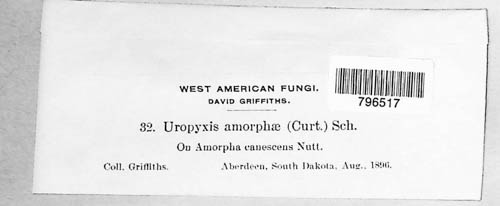 WEST AMERICAN FUNGI.
DAVID GRIFFITHS.
796517
32. Uropyxis amorphæ (Curt.) Sch.
On Amorpha canescens Nutt.
Coll. Griffiths. Aberdeen, South Dakota, Aug., 1896.